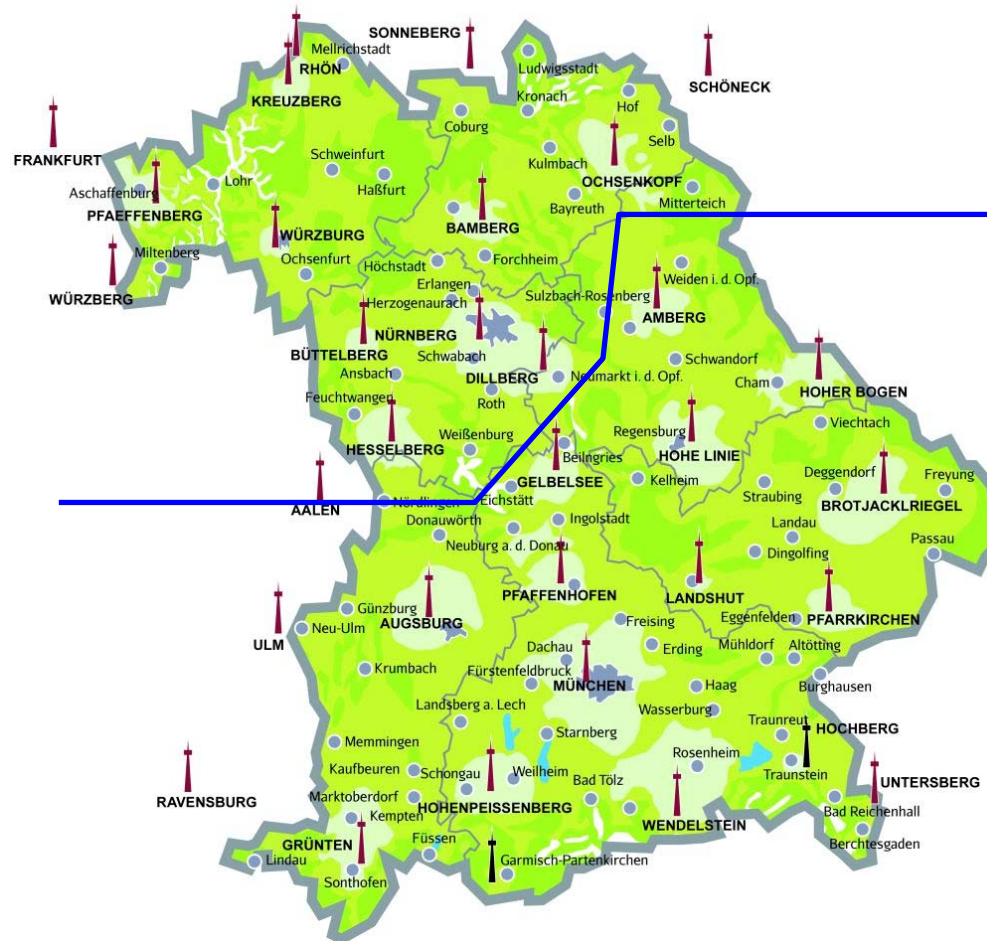 SONNEBERG
Mellrichstadt
RHÖN
Ludwigsstadt
SCHÖNECK
KREUZBERG
Kronach
Hof
Coburg
Selb
FRANKFURT
Schweinfurt
Kulmbach
Haßfurt
OCHSENKOPF
Lohr
Aschaffenburg
Bayreuth
Mitterteich
PFAEFFENBERG
BAMBERG
WÜRZBURG
Miltenberg
Ochsenfurt
Höchstadt
Forchheim
Weiden i. d. Opf.
WÜRZBERG
Erlangen
Herzogenaurach
Sulzbach-Rosenberg
AMBERG
NÜRNBERG
BÜTTELBERG
Schwabach
Schwandorf
Ansbach
DILLBERG
Neumarkt i. d. Opf.
Cham
HOHER BOGEN
Feuchtwangen
Roth
Viechtach
Regensburg
HESSELBERG
Weißenburg
Beilngries
HOHE LINIE
GELBELSEE
Kelheim
Deggendorf
Freyung
AALEN
Nördlingen
Eichstätt
Straubing
BROTJACKLRIEGEL
Donauwörth
Ingolstadt
Landau
Neuburg a. d. Donau
Dingolfing
Passau
PFAFFENHOFEN
LANDSHUT
Günzburg
AUGSBURG
Freising
Eggenfelden
PFARRKIRCHEN
ULM
Neu-Ulm
Dachau
Erding
Mühldorf
Altötting
Krumbach
Fürstenfeldbruck
MÜNCHEN
Haag
Burghausen
Landsberg a. Lech
Wasserburg
Traunreut
HOCHBERG
Memmingen
Starnberg
Rosenheim
Kaufbeuren
Schongau
Weilheim
Bad Tölz
Traunstein
UNTERSBERG
RAVENSBURG
Marktoberdorf
HOHENPEISSENBERG
Bad Reichenhall
Kempten
WENDELSTEIN
GRÜNTEN
Füssen
Berchtesgaden
Lindau
Garmisch-Partenkirchen
Sonthofen